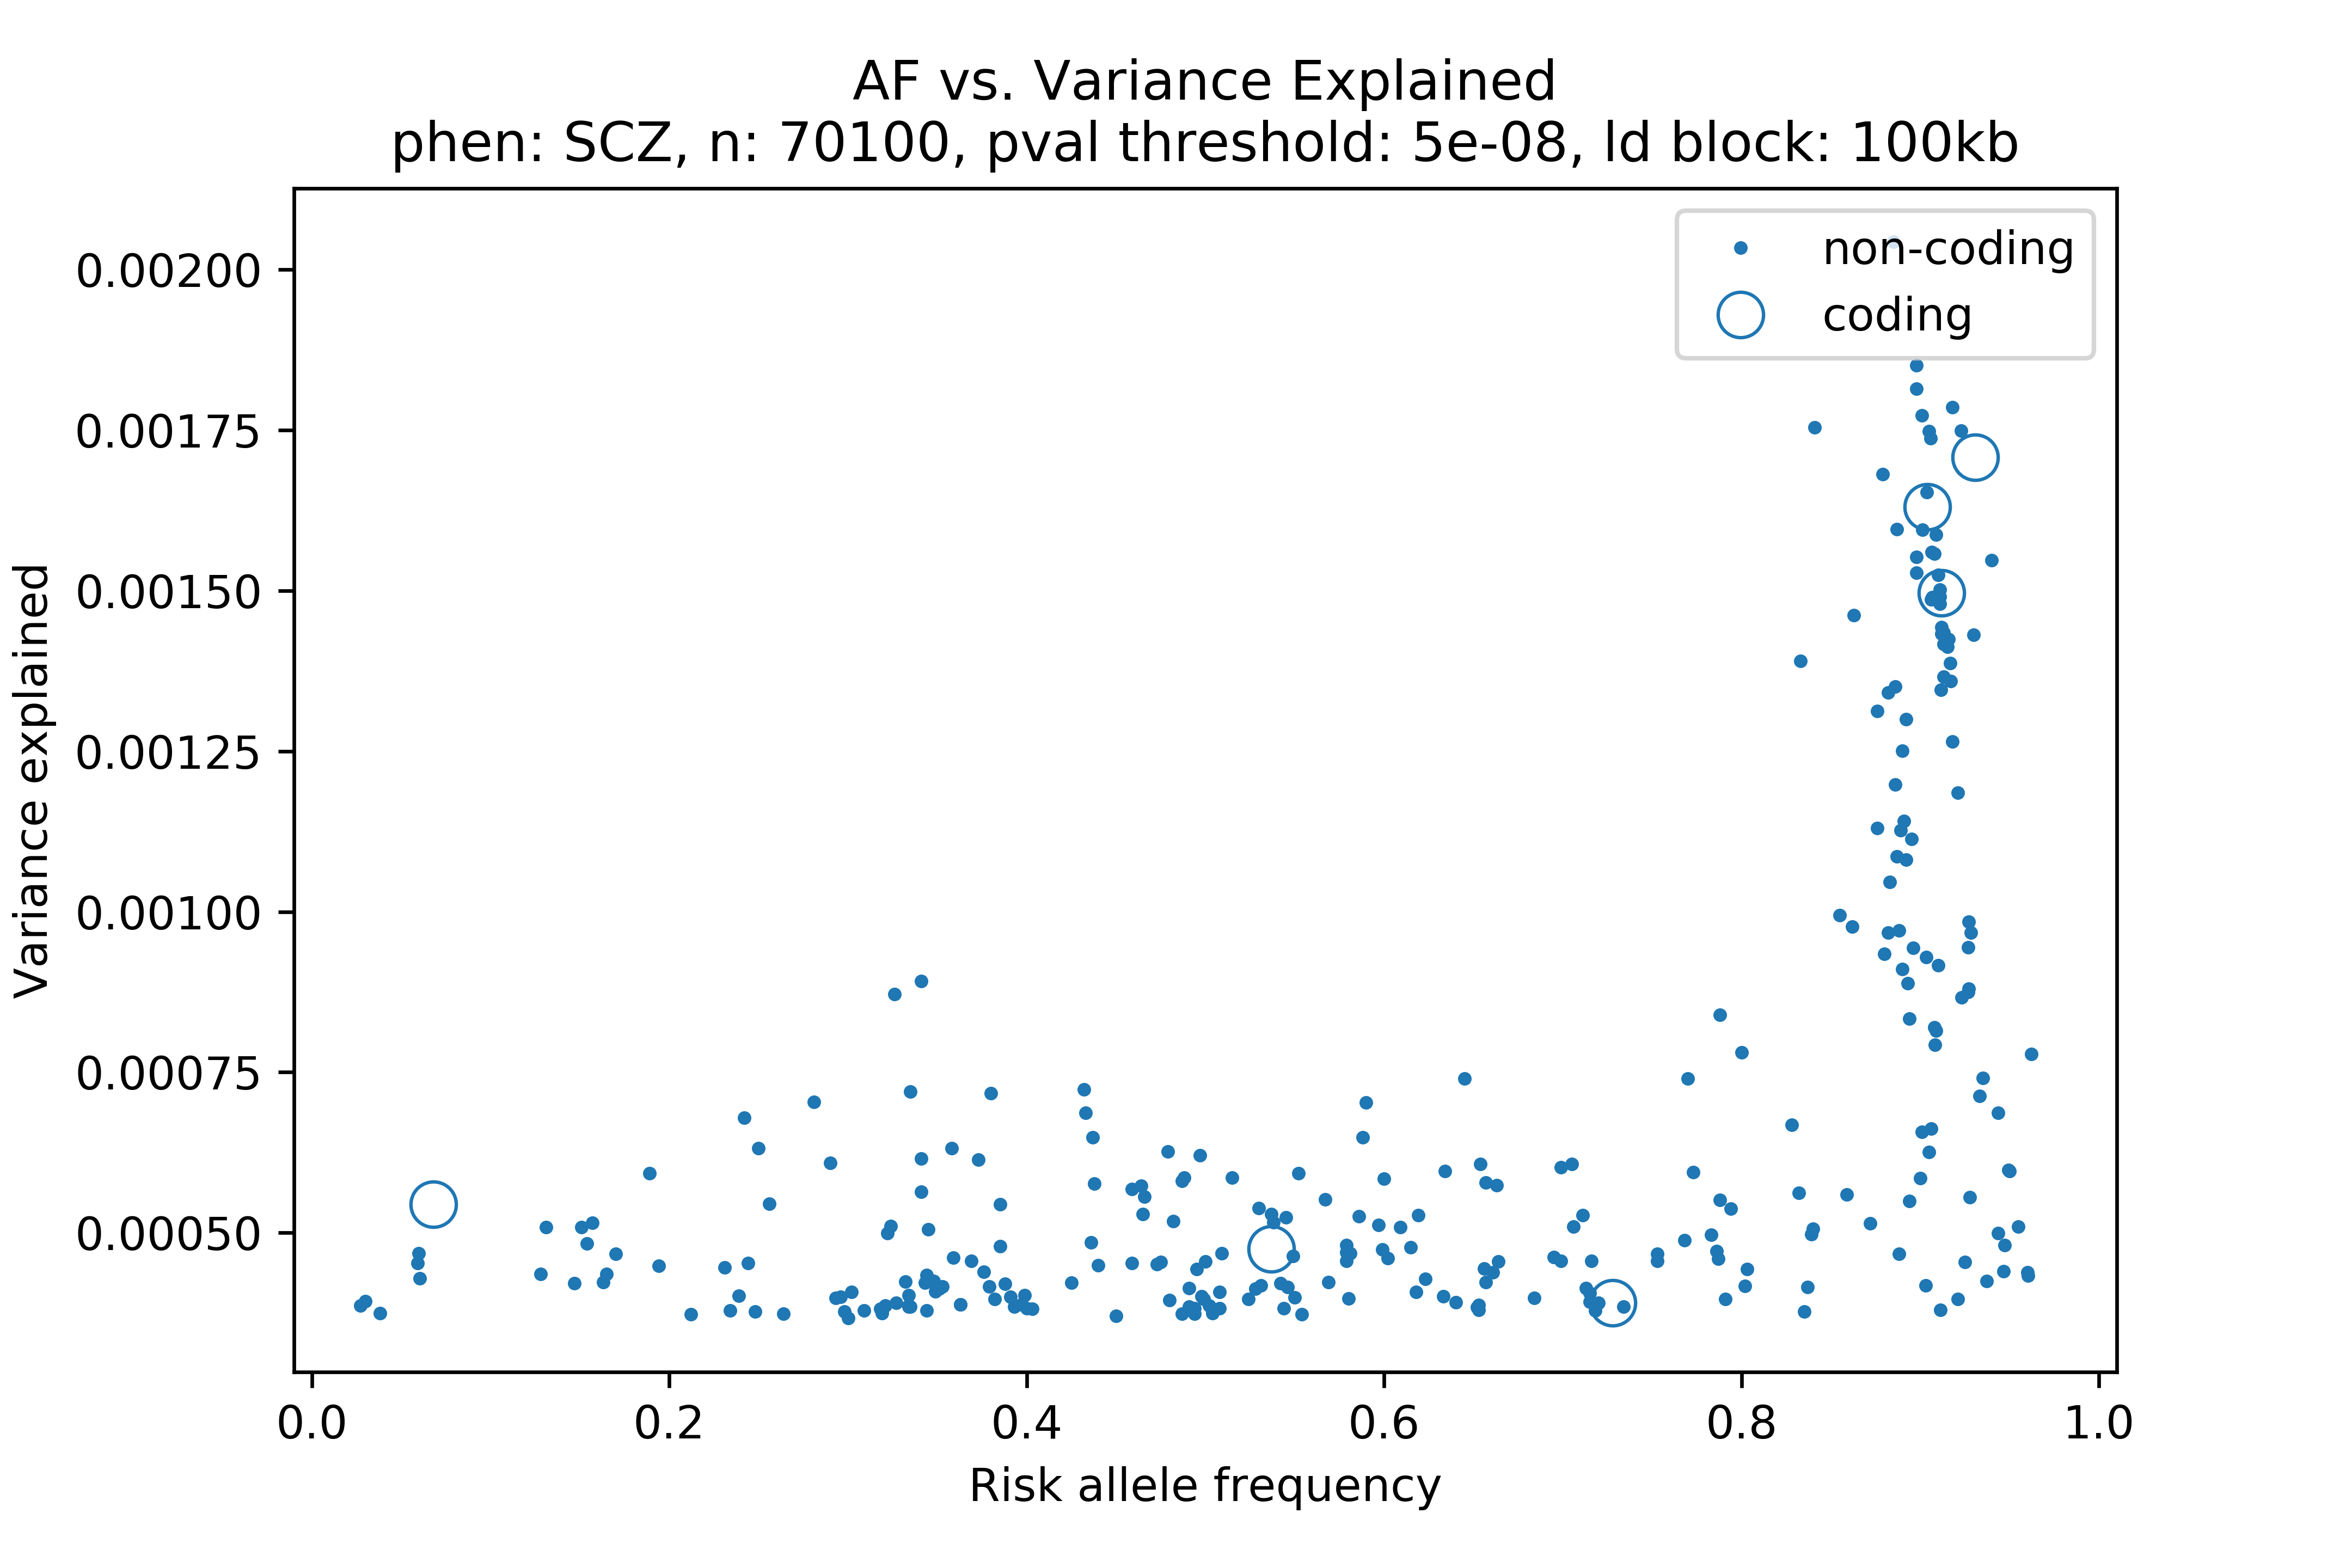 AF vs. Variance Explained
phen: SCZ, n: 70100, pval threshold: 5e-08, ld block: 100kb
non-coding
coding
0.00200
0.00175
0.00150
0.00125
0.00100
0.00075
0.00050
Variance explained
0.0 0.2 0.4 0.6 0.8 1.0
Risk allele frequency